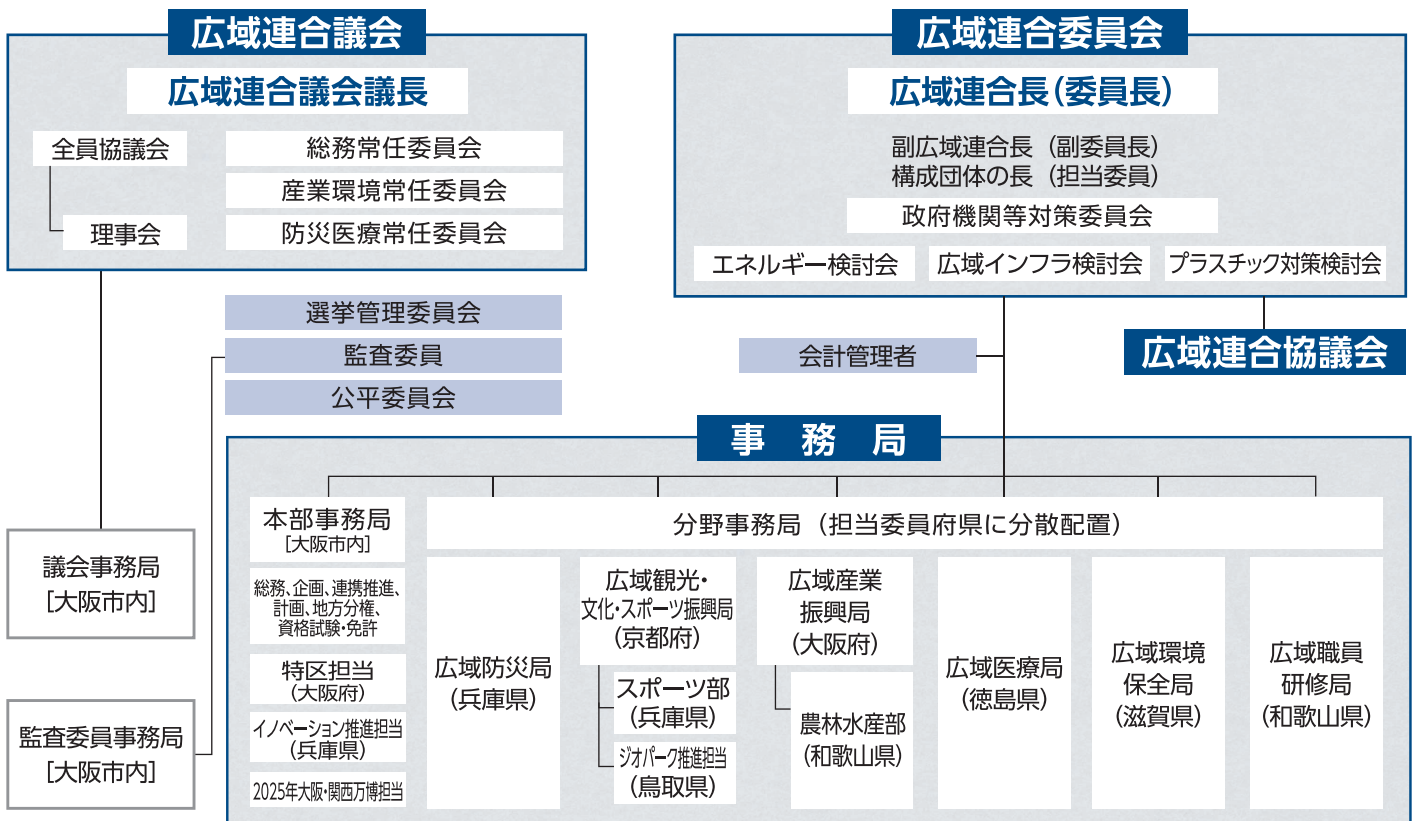 広域連合議会
広域連合議会議長
全員協議会
理事会
総務常任委員会
産業環境常任委員会
防災医療常任委員会
広域連合委員会
広域連合長(委員長)
副広域連合長(副委員長)
構成団体の長(担当委員)
政府機関等対策委員会
エネルギー検討会
広域インフラ検討会
プラスチック対策検討会
選挙管理委員会
監査委員
公平委員会
会計管理者
広域連合協議会
議会事務局
[大阪市内]
監査委員事務局
[大阪市内]
事務局
本部事務局
[大阪市内]
総務、企画、連携推進、
計画、地方分権、
資格試験・免許
特区担当
(大阪府)
イノベーション推進担当
(兵庫県)
2025年大阪・関西万博担当
分野事務局(担当委員府県に分散配置)
広域防災局
(兵庫県)
広域観光・
文化・スポーツ振興局
(京都府)
スポーツ部
(兵庫県)
ジオパーク推進担当
(鳥取県)
広域産業
振興局
(大阪府)
農林水産部
(和歌山県)
広域医療局
(徳島県)
広域環境
保全局
(滋賀県)
広域職員
研修局
(和歌山県)